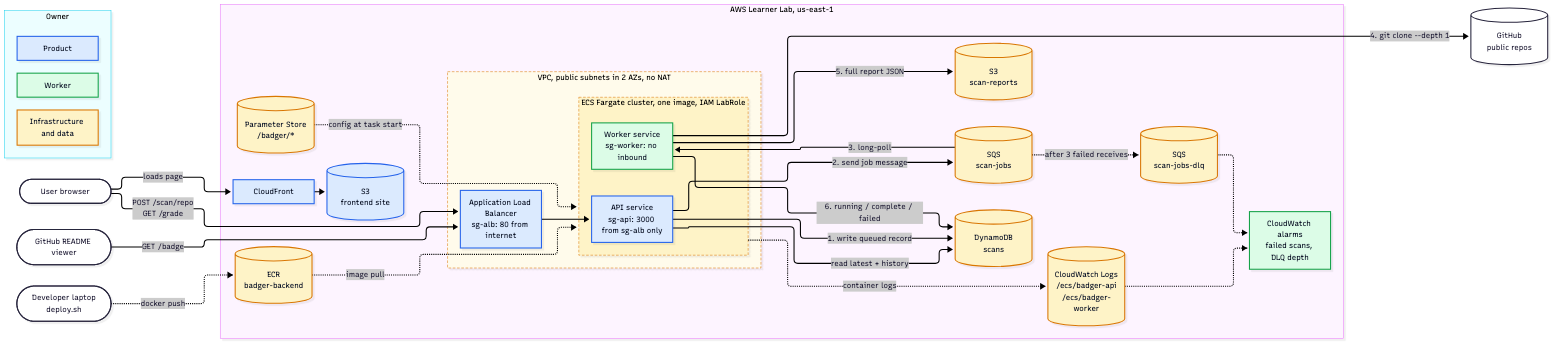 Owner
Product
Worker
Infrastructure
and data
AWS Learner Lab, us-east-1
VPC, public subnets in 2 AZs, no NAT
ECS Fargate cluster, one image, IAM LabRole
Parameter Store
/badger/*
config at task start
User browser
loads page
POST /scan/repo
GET /grade
CloudFront
S3
frontend site
GitHub README
viewer
GET /badge
Developer laptop
deploy.sh
docker push
ECR
badger-backend
image pull
Application Load
Balancer
sg-alb: 80 from
internet
Worker service
sg-worker: no
inbound
API service
sg-api: 3000
from sg-alb only
4. git clone --depth 1
GitHub
public repos
5. full report JSON
S3
scan-reports
3. long-poll
2. send job message
SQS
scan-jobs
after 3 failed receives
SQS
scan-jobs-dlq
6. running / complete /
failed
1. write queued record
read latest + history
DynamoDB
scans
container logs
CloudWatch Logs
/ecs/badger-api
/ecs/badger-
worker
CloudWatch
alarms
failed scans,
DLQ depth